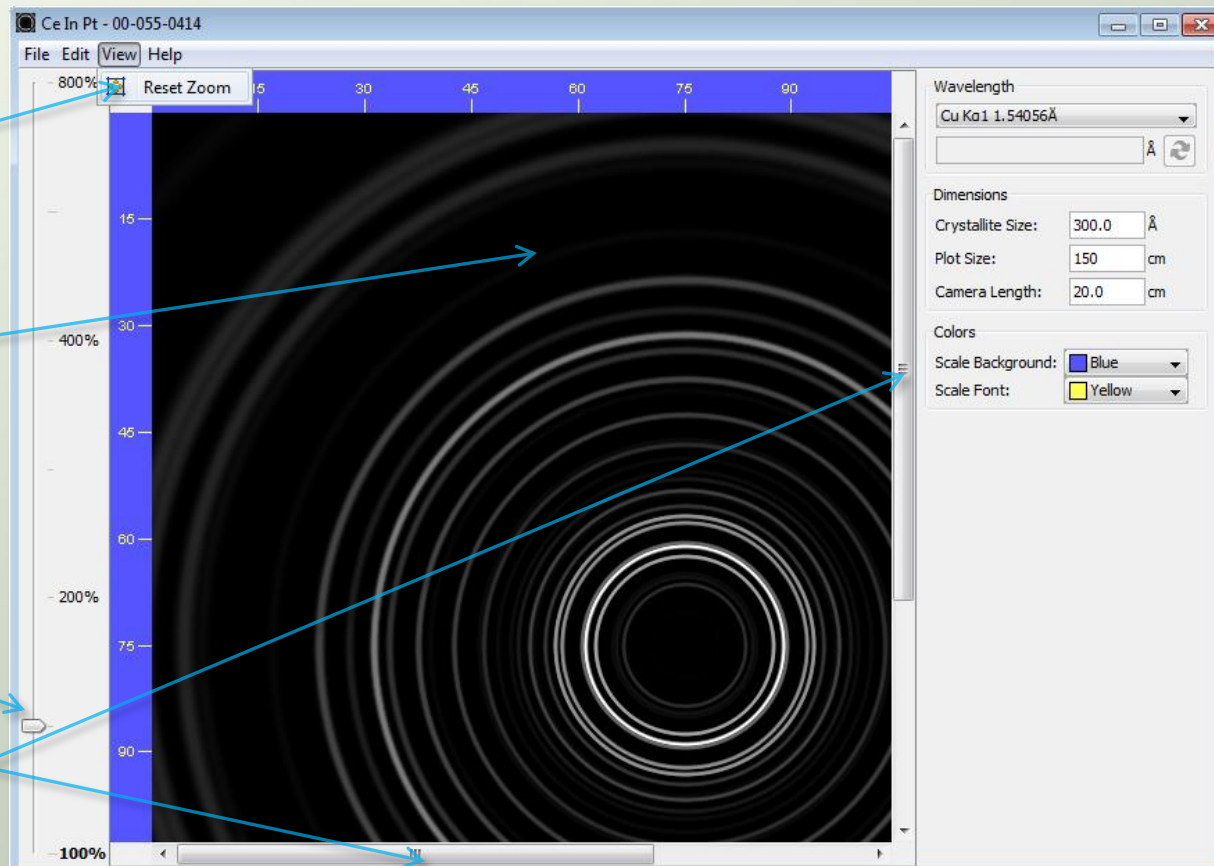 Ce In Pt - 00-055-0414
File Edit View Help
Reset Zoom
800%
400%
200%
100%
15 30 45 60 75 90
15
30
45
60
75
90
Wavelength
Cu Kα1 1.54056Å
Å
Dimensions
Crystallite Size: 300.0 Å
Plot Size: 150 cm
Camera Length: 20.0 cm
Colors
Scale Background: Blue
Scale Font: Yellow